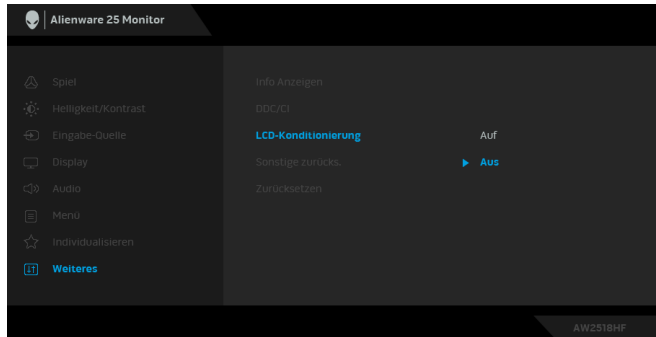 Alienware 25 Monitor
Spiel
Info Anzeigen
Helligkeit/Kontrast
DDC/CI
Eingabe-Quelle
LCD-Konditionierung
Auf
Display
Sonstige zurücks.
Aus
Audio
Zurücksetzen
Menü
Individualisieren
Weiteres
AW2518HF